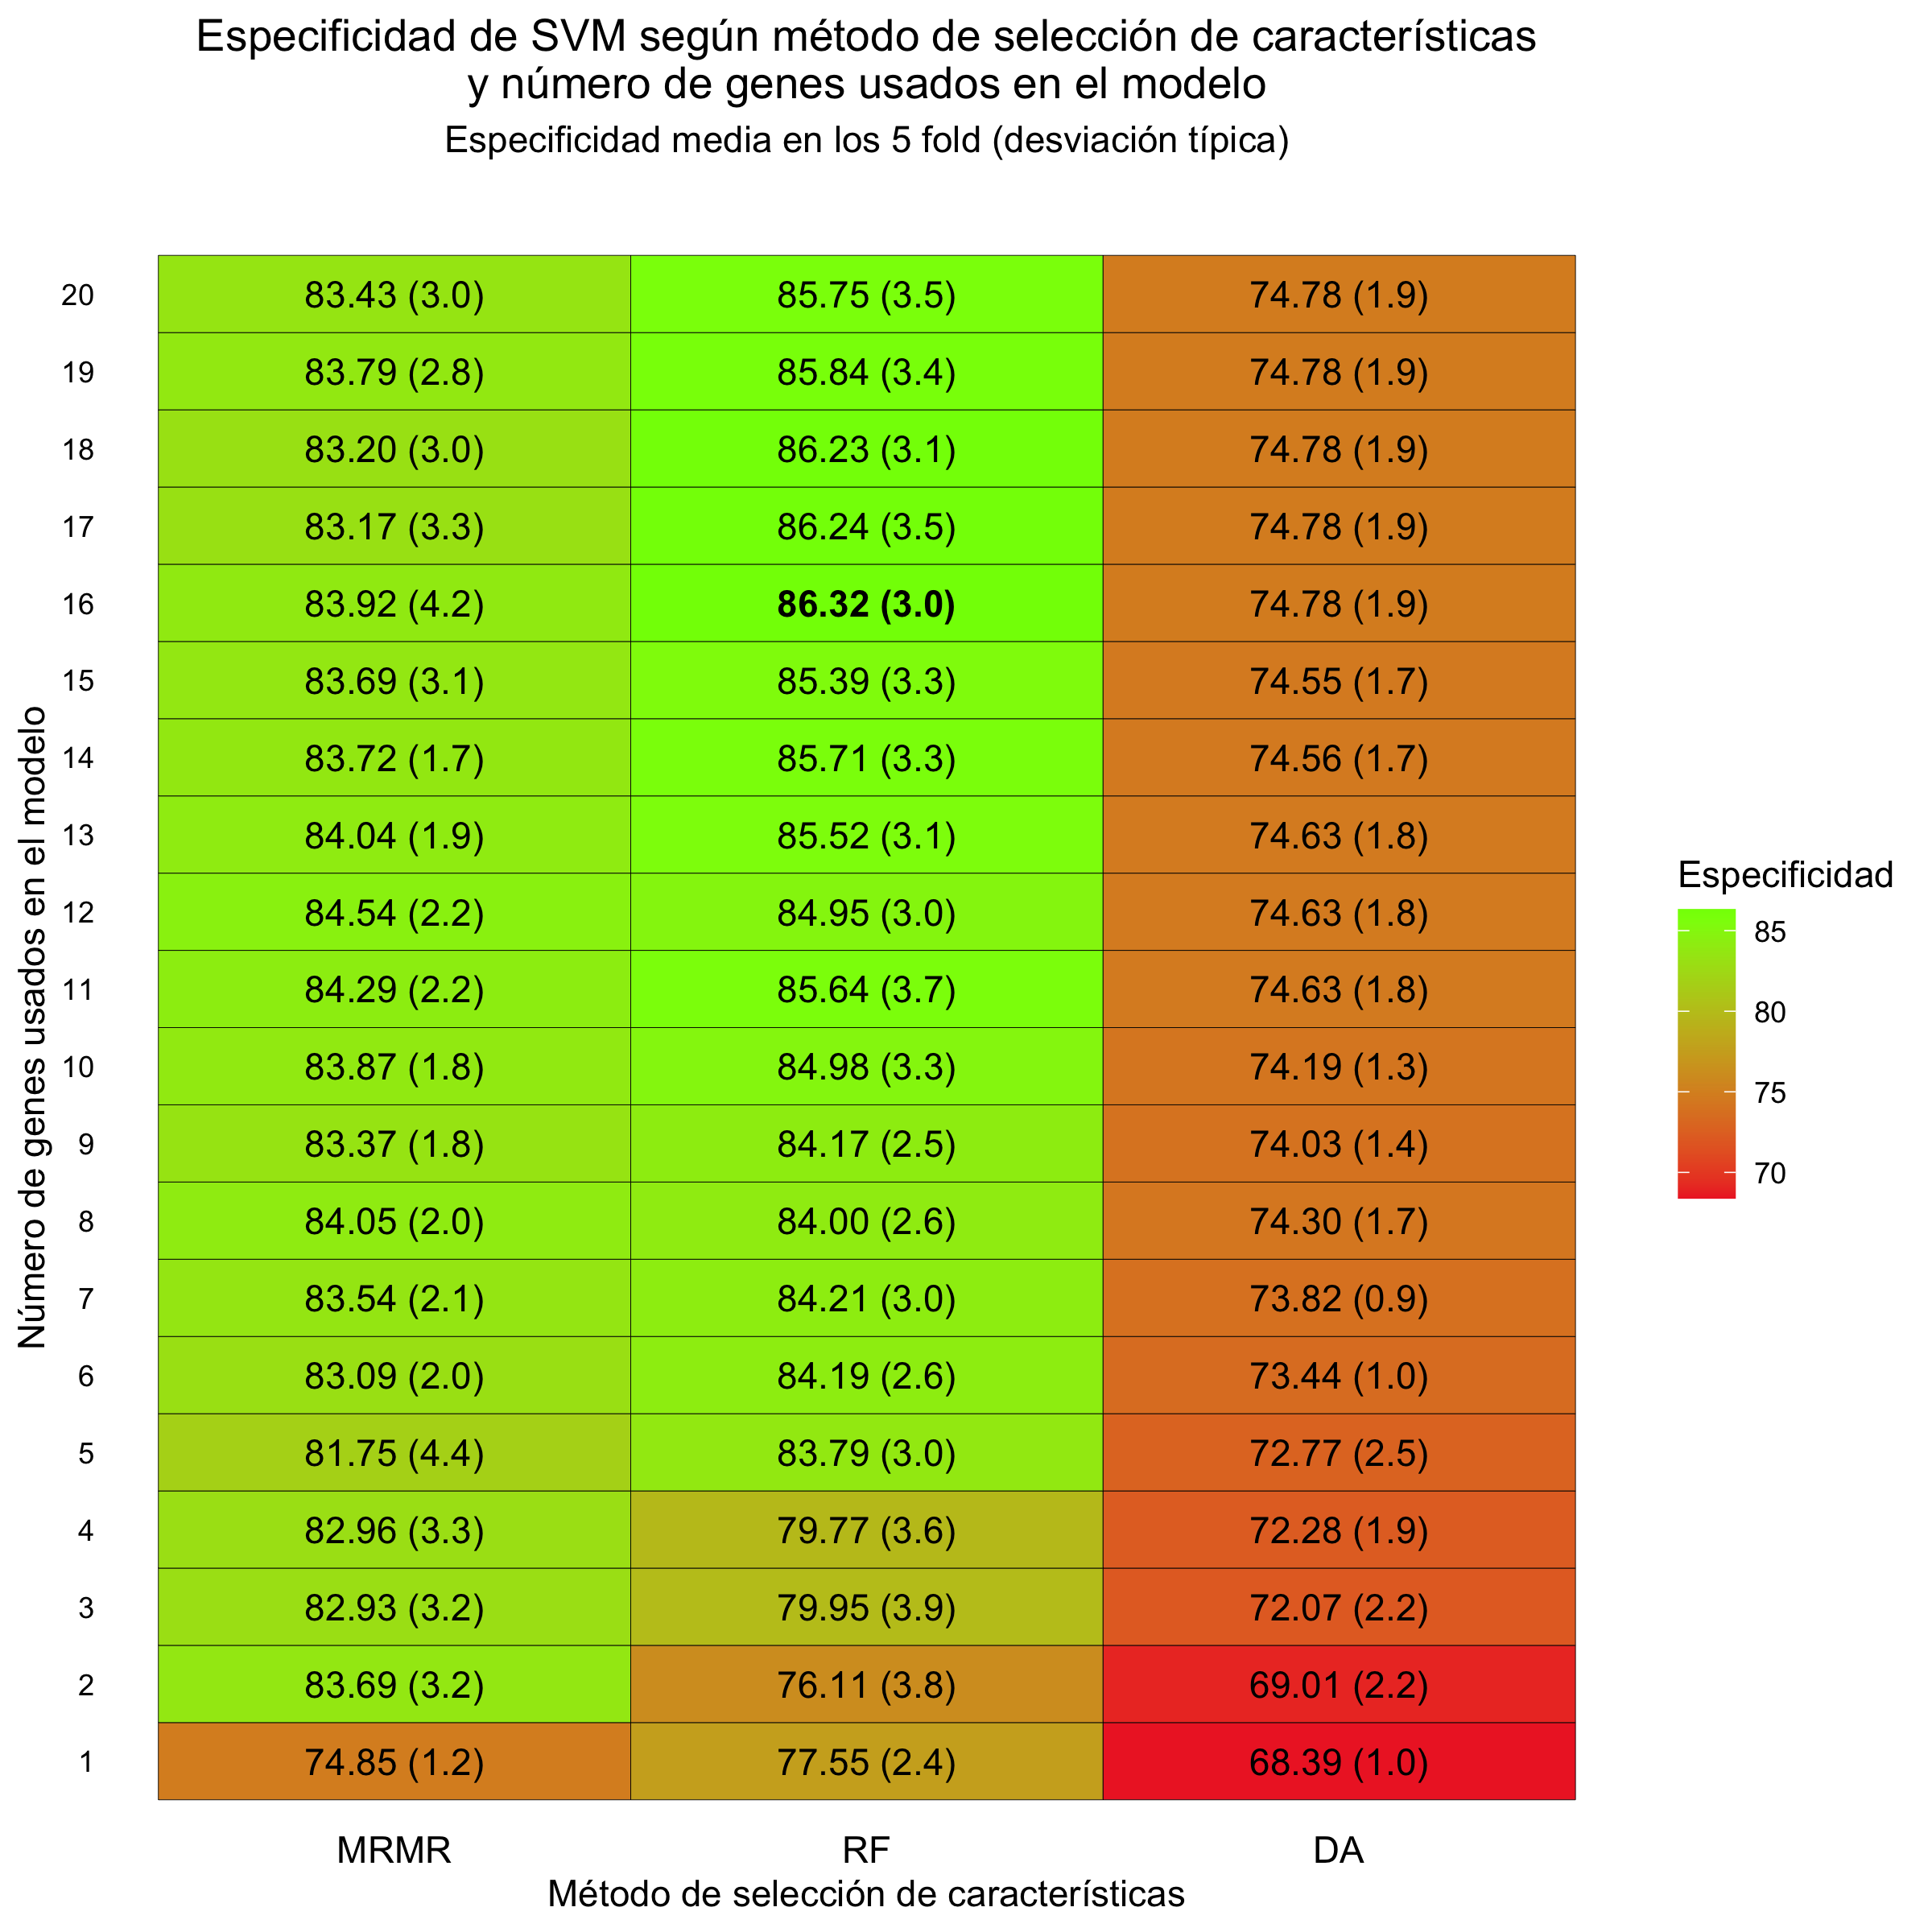 Especificidad de SVM según método de selección de características
y número de genes usados en el modelo
Especificidad media en los 5 fold (desviación típica)
20 83.43 (3.0) 85.75 (3.5) 74.78 (1.9)
19 83.79 (2.8) 85.84 (3.4) 74.78 (1.9)
18 83.20 (3.0) 86.23 (3.1) 74.78 (1.9)
17 83.17 (3.3) 86.24 (3.5) 74.78 (1.9)
16 83.92 (4.2) 86.32 (3.0) 74.78 (1.9)
15 83.69 (3.1) 85.39 (3.3) 74.55 (1.7)
14 83.72 (1.7) 85.71 (3.3) 74.56 (1.7)
13 84.04 (1.9) 85.52 (3.1) 74.63 (1.8)
12 84.54 (2.2) 84.95 (3.0) 74.63 (1.8)
11 84.29 (2.2) 85.64 (3.7) 74.63 (1.8)
10 83.87 (1.8) 84.98 (3.3) 74.19 (1.3)
9 83.37 (1.8) 84.17 (2.5) 74.03 (1.4)
8 84.05 (2.0) 84.00 (2.6) 74.30 (1.7)
7 83.54 (2.1) 84.21 (3.0) 73.82 (0.9)
6 83.09 (2.0) 84.19 (2.6) 73.44 (1.0)
5 81.75 (4.4) 83.79 (3.0) 72.77 (2.5)
4 82.96 (3.3) 79.77 (3.6) 72.28 (1.9)
3 82.93 (3.2) 79.95 (3.9) 72.07 (2.2)
2 83.69 (3.2) 76.11 (3.8) 69.01 (2.2)
1 74.85 (1.2) 77.55 (2.4) 68.39 (1.0)
MRMR RF DA
Método de selección de características
Número de genes usados en el modelo
Especificidad
85
80
75
70